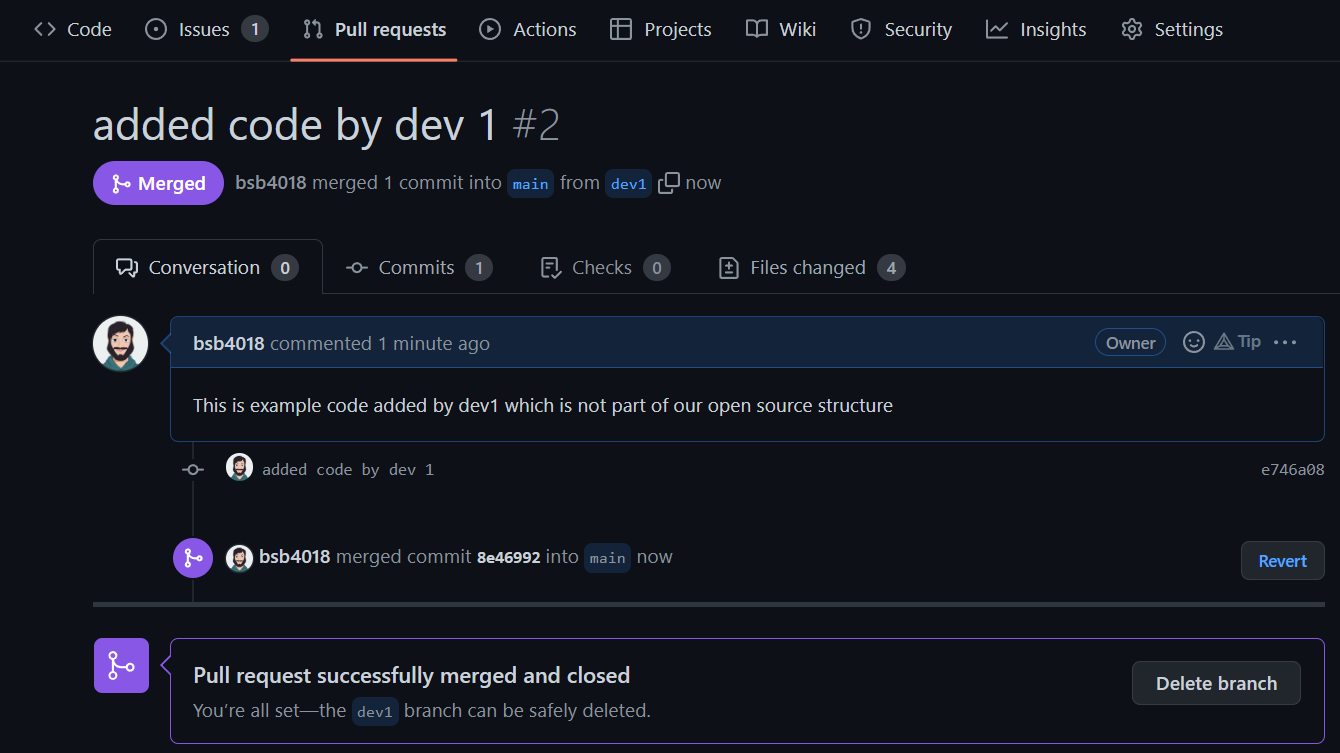 Code Issues 1 Pull requests Actions Projects Wiki Security Insights Settings
added code by dev 1 #2
Merged bsb4018 merged 1 commit into main from dev1 now
Conversation 0 Commits 1 Checks 0 Files changed 4
bsb4018 commented 1 minute ago Owner Tip
This is example code added by dev1 which is not part of our open source structure
added code by dev 1 e746a08
bsb4018 merged commit 8e46992 into main now Revert
Pull request successfully merged and closed
Delete branch
You're all set—the dev1 branch can be safely deleted.